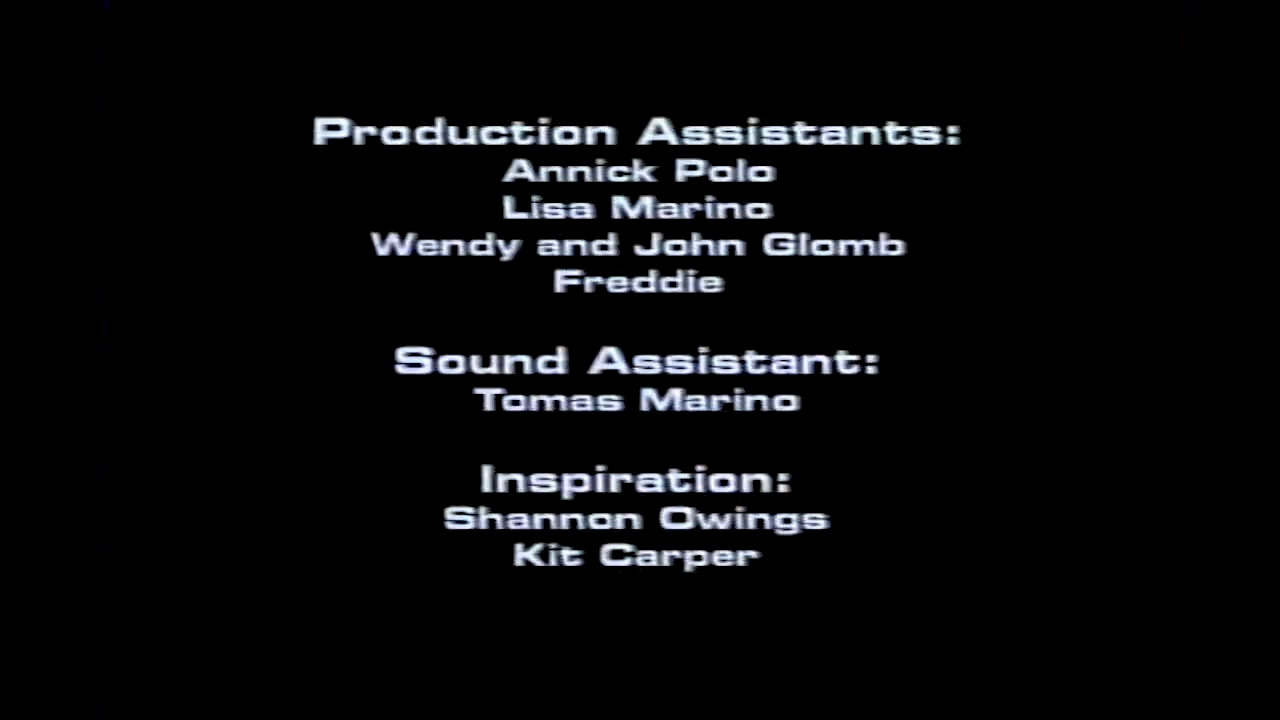 Production Assistants:
Annick Polo
Lisa Marino
Wendy and John Glomb
Freddie
Sound Assistant:
Tomas Marino
Inspiration:
Shannon Owings
Kit Carper